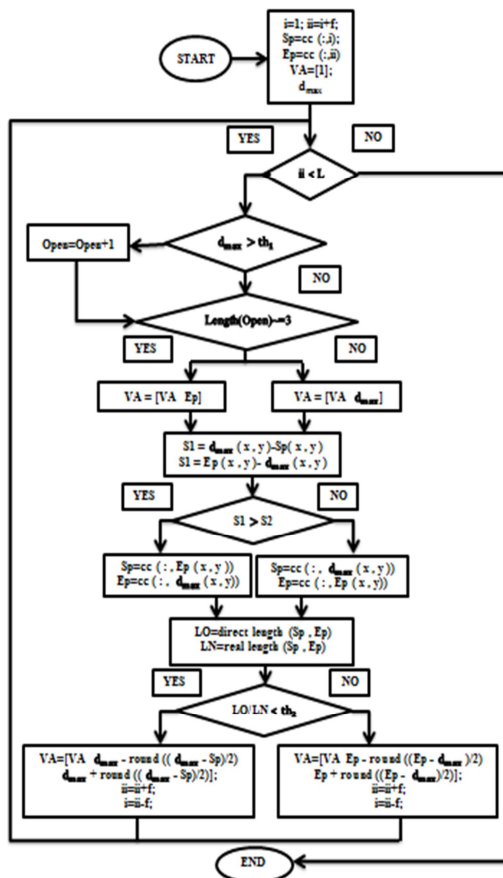 START
i=1; ii=i+f;
Sp=cc (:,i);
Ep=cc (:,ii)
VA=[1];
dmax
YES
NO
ii < L
dmax > th1
Open=Open+1
NO
Length(Open)~=3
YES
NO
VA = [VA Ep]
VA = [VA dmax]
S1 = dmax ( x , y )-Sp( x , y )
S1 = Ep ( x , y )- dmax ( x , y )
YES
NO
S1 > S2
Sp=cc ( : , Ep ( x , y ))
Ep=cc ( : , dmax ( x , y ))
Sp=cc ( : , dmax ( x , y ))
Ep=cc ( : , Ep ( x , y ))
LO=direct length (Sp , Ep)
LN=real length (Sp , Ep)
YES
NO
LO/LN < th2
VA=[VA dmax - round (( dmax - Sp)/2)
dmax + round (( dmax - Sp)/2)];
ii=ii+f;
i=ii-f;
VA=[VA Ep - round ((Ep - dmax )/2)
Ep + round ((Ep - dmax)/2)];
ii=ii+f;
i=ii-f;
END